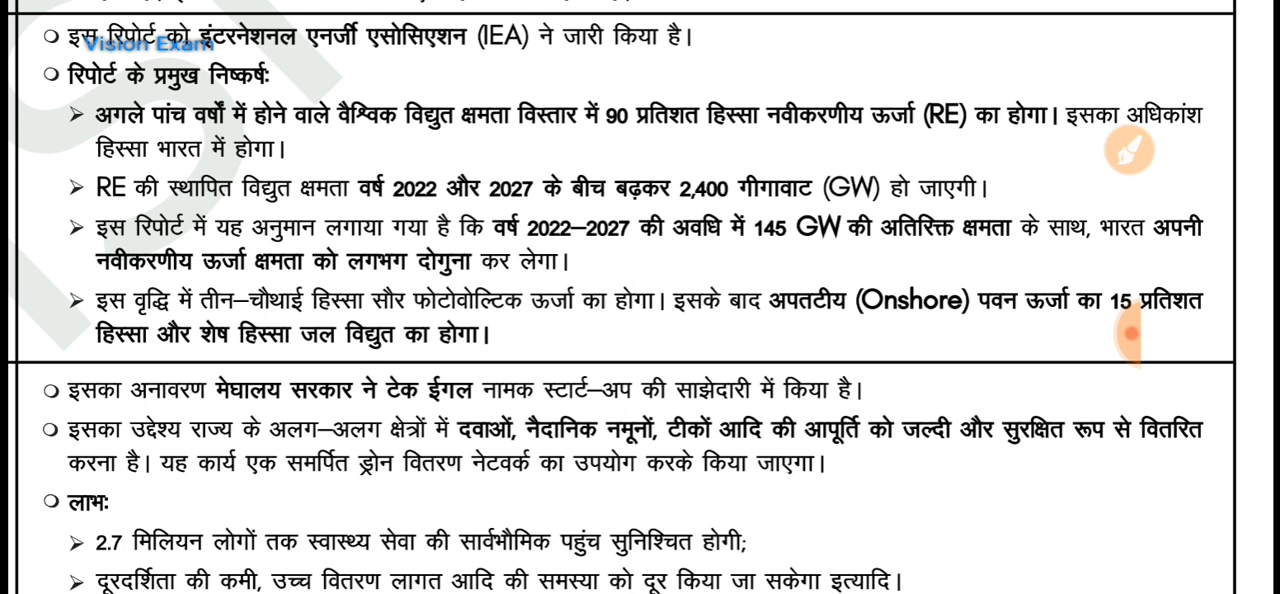 ○ इस रिपोर्ट को इंटरनेशनल एनर्जी एसोसिएशन (IEA) ने जारी किया है।
Vision Exam
○ रिपोर्ट के प्रमुख निष्कर्षः
➢ अगले पांच वर्षों में होने वाले वैश्विक विद्युत क्षमता विस्तार में 90 प्रतिशत हिस्सा नवीकरणीय ऊर्जा (RE) का होगा। इसका अधिकांश
हिस्सा भारत में होगा।
➢ RE की स्थापित विद्युत क्षमता वर्ष 2022 और 2027 के बीच बढ़कर 2,400 गीगावाट (GW) हो जाएगी।
➢ इस रिपोर्ट में यह अनुमान लगाया गया है कि वर्ष 2022–2027 की अवधि में 145 GW की अतिरिक्त क्षमता के साथ, भारत अपनी
नवीकरणीय ऊर्जा क्षमता को लगभग दोगुना कर लेगा।
➢ इस वृद्धि में तीन–चौथाई हिस्सा सौर फोटोवोल्टिक ऊर्जा का होगा। इसके बाद अपतटीय (Onshore) पवन ऊर्जा का 15 प्रतिशत
हिस्सा और शेष हिस्सा जल विद्युत का होगा।
○ इसका अनावरण मेघालय सरकार ने टेक ईगल नामक स्टार्ट–अप की साझेदारी में किया है।
○ इसका उद्देश्य राज्य के अलग–अलग क्षेत्रों में दवाओं, नैदानिक नमूनों, टीकों आदि की आपूर्ति को जल्दी और सुरक्षित रूप से वितरित
करना है। यह कार्य एक समर्पित ड्रोन वितरण नेटवर्क का उपयोग करके किया जाएगा।
○ लाभः
➢ 2.7 मिलियन लोगों तक स्वास्थ्य सेवा की सार्वभौमिक पहुंच सुनिश्चित होगी;
➢ दूरदर्शिता की कमी, उच्च वितरण लागत आदि की समस्या को दूर किया जा सकेगा इत्यादि।